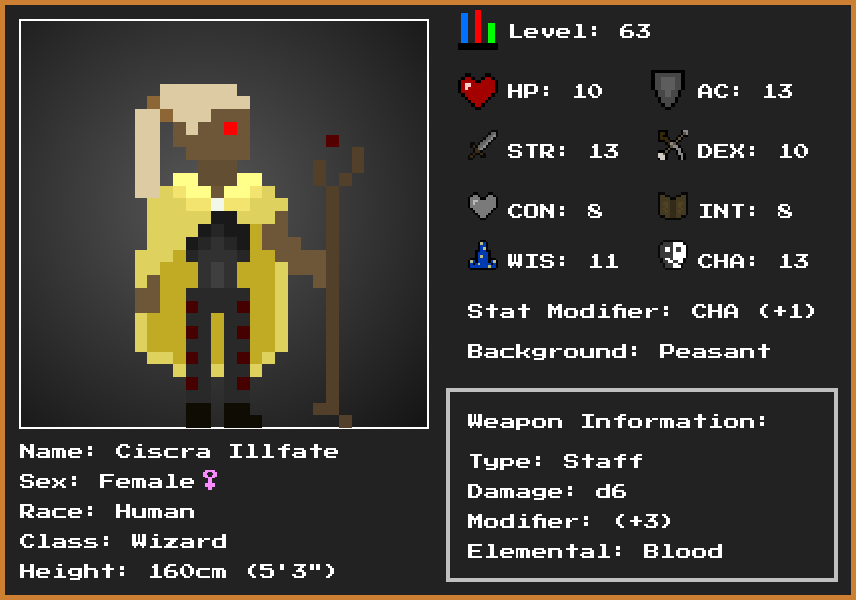 Level: 63
HP: 10 AC: 13
STR: 13 DEX: 10
CON: 8 INT: 8
WIS: 11 CHA: 13
Stat Modifier: CHA (+1)
Background: Peasant
Weapon Information:
Type: Staff
Damage: d6
Modifier: (+3)
Elemental: Blood
Name: Ciscra Illfate
Sex: Female♀
Race: Human
Class: Wizard
Height: 160cm (5'3")